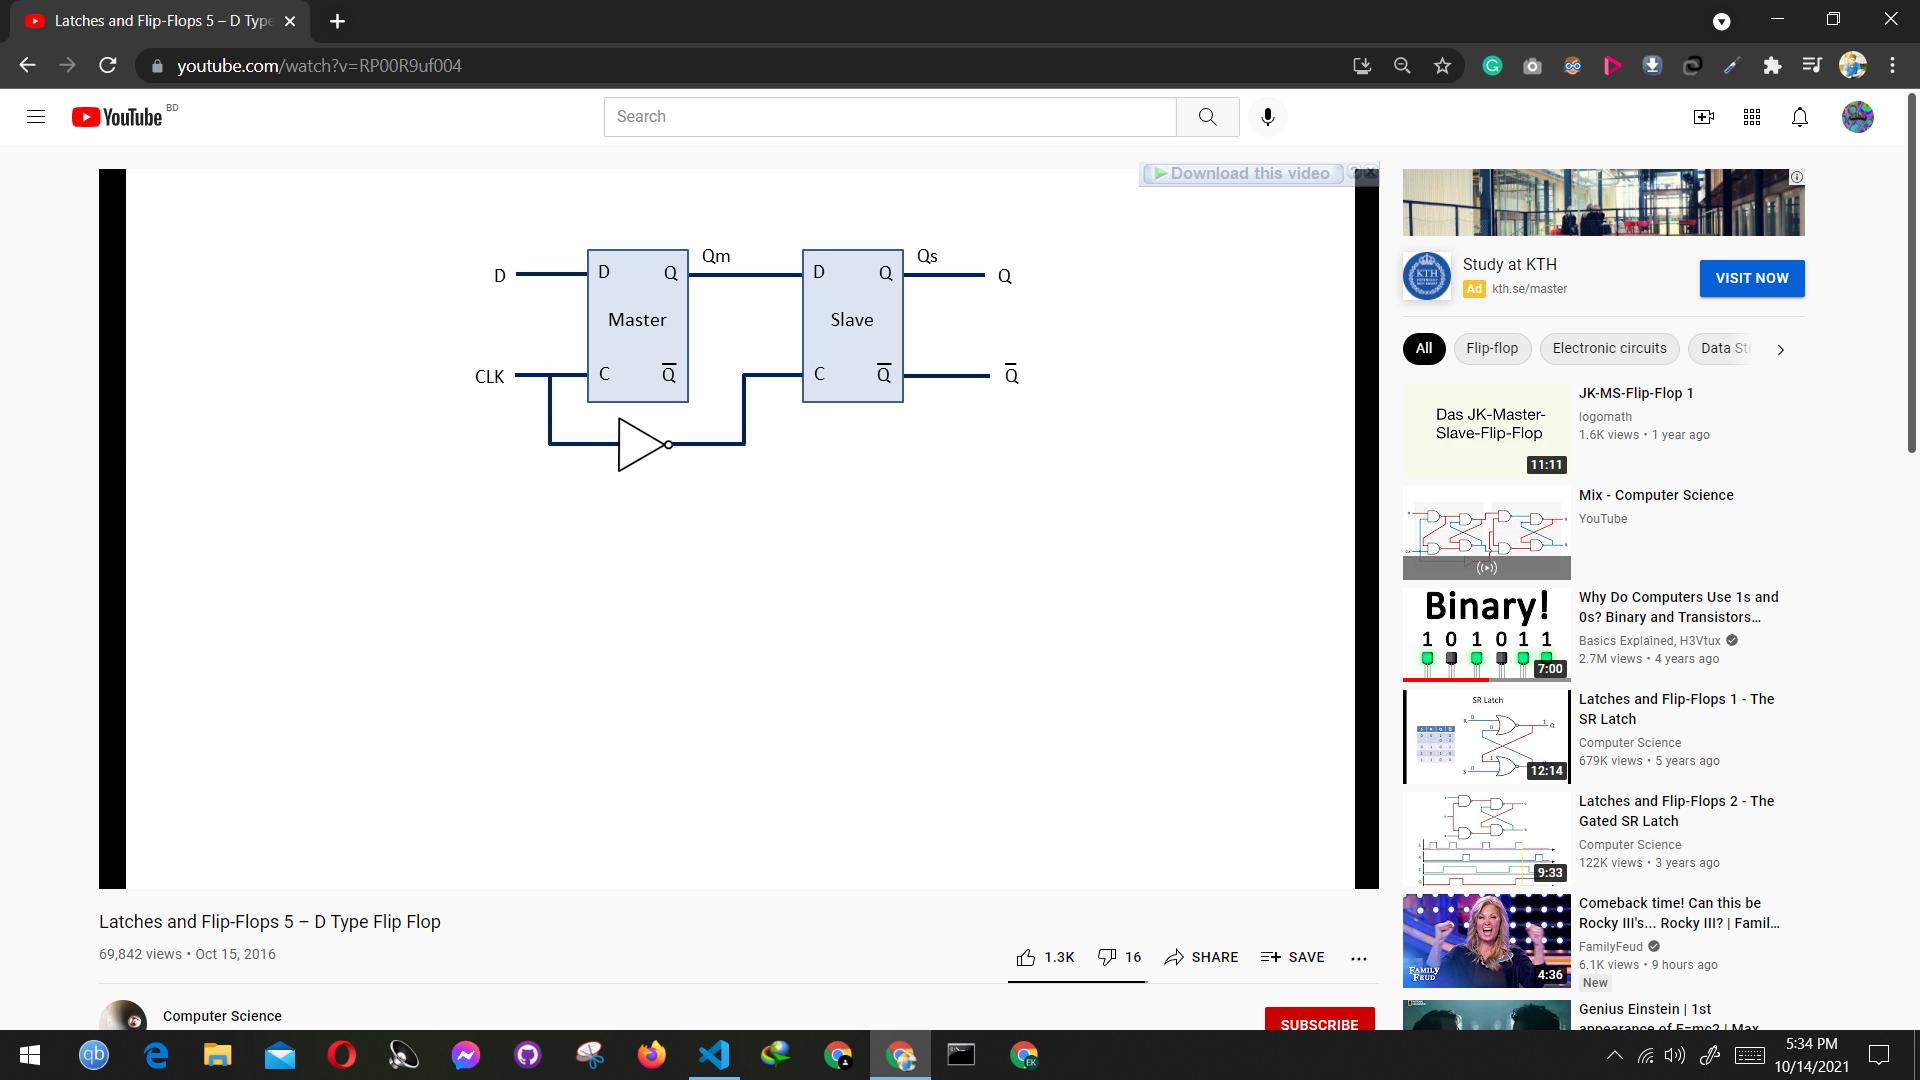 Latches and Flip-Flops 5 – D Type
youtube.com/watch?v=RP00R9uf004
YouTube BD
Search
Download this video
D
D
Q
Qm
D
Q
Qs
Q
Master
Slave
CLK
C
Q̅
C
Q̅
Q̅
Study at KTH
Ad kth.se/master
VISIT NOW
All
Flip-flop
Electronic circuits
Data Str
Das JK-Master-
Slave-Flip-Flop
11:11
JK-MS-Flip-Flop 1
logomath
1.6K views • 1 year ago
Mix - Computer Science
YouTube
Binary!
1 0 1 0 1 1
7:00
Why Do Computers Use 1s and
0s? Binary and Transistors…
Basics Explained, H3Vtux
2.7M views • 4 years ago
SR Latch
12:14
Latches and Flip-Flops 1 - The
SR Latch
Computer Science
679K views • 5 years ago
9:33
Latches and Flip-Flops 2 - The
Gated SR Latch
Computer Science
122K views • 3 years ago
FAMILY
FEUD
4:36
Comeback time! Can this be
Rocky III's... Rocky III? | Famil…
FamilyFeud
6.1K views • 9 hours ago
New
Genius Einstein | 1st
appearance of E=mc2 | Max
Latches and Flip-Flops 5 – D Type Flip Flop
69,842 views • Oct 15, 2016
1.3K
16
SHARE
SAVE
Computer Science
SUBSCRIBE
qb
EK
5:34 PM
10/14/2021